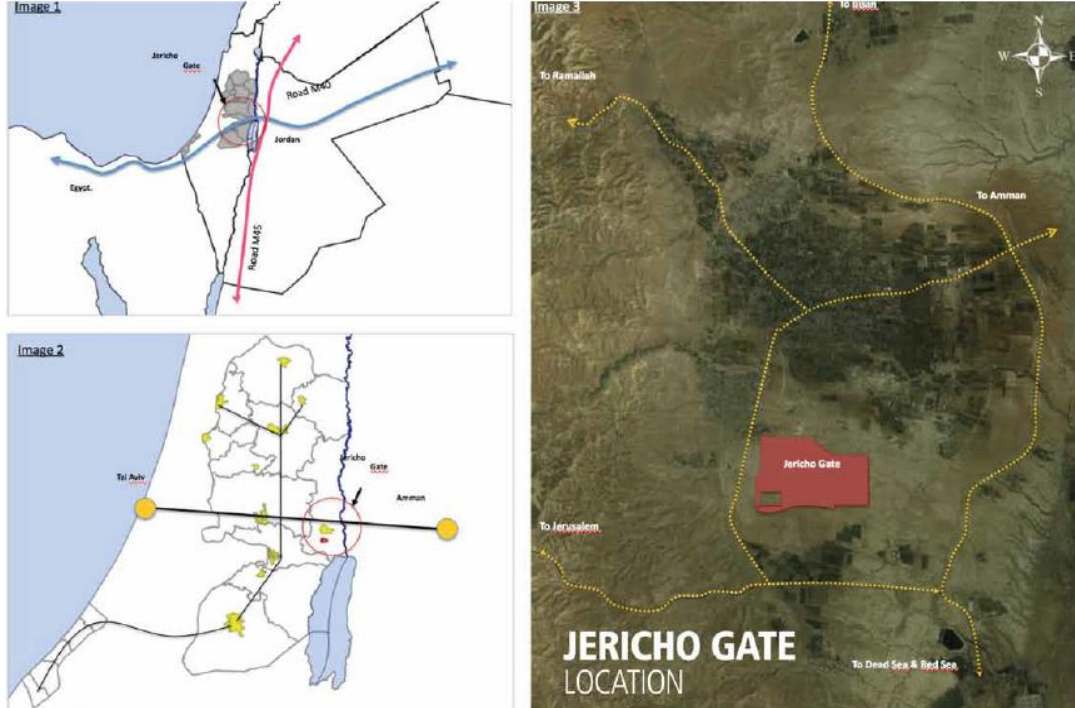 Image 1
Jericho
Gate
Road M40
Jordan
Egypt.
Road M45
Image 2
Tel Aviv
Jericho
Gate
Amman
Image 3
To Bisan
N
W
E
S
To Ramallah
To Amman
Jericho Gate
To Jerusalem
JERICHO GATE
LOCATION
To Dead Sea & Red Sea